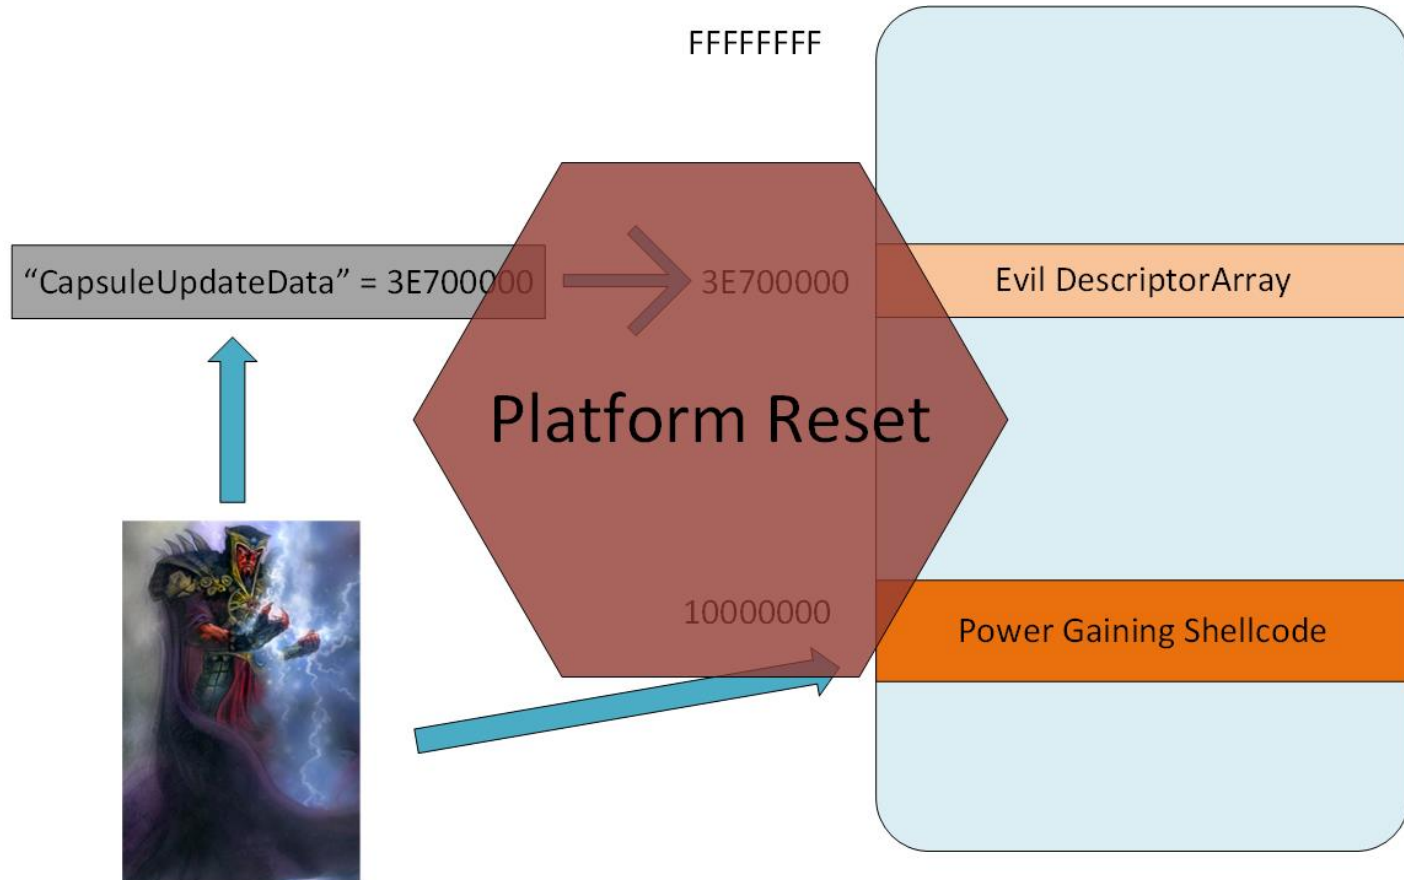 FFFFFFFF
“CapsuleUpdateData” = 3E700000
3E700000
Evil DescriptorArray
Platform Reset
10000000
Power Gaining Shellcode